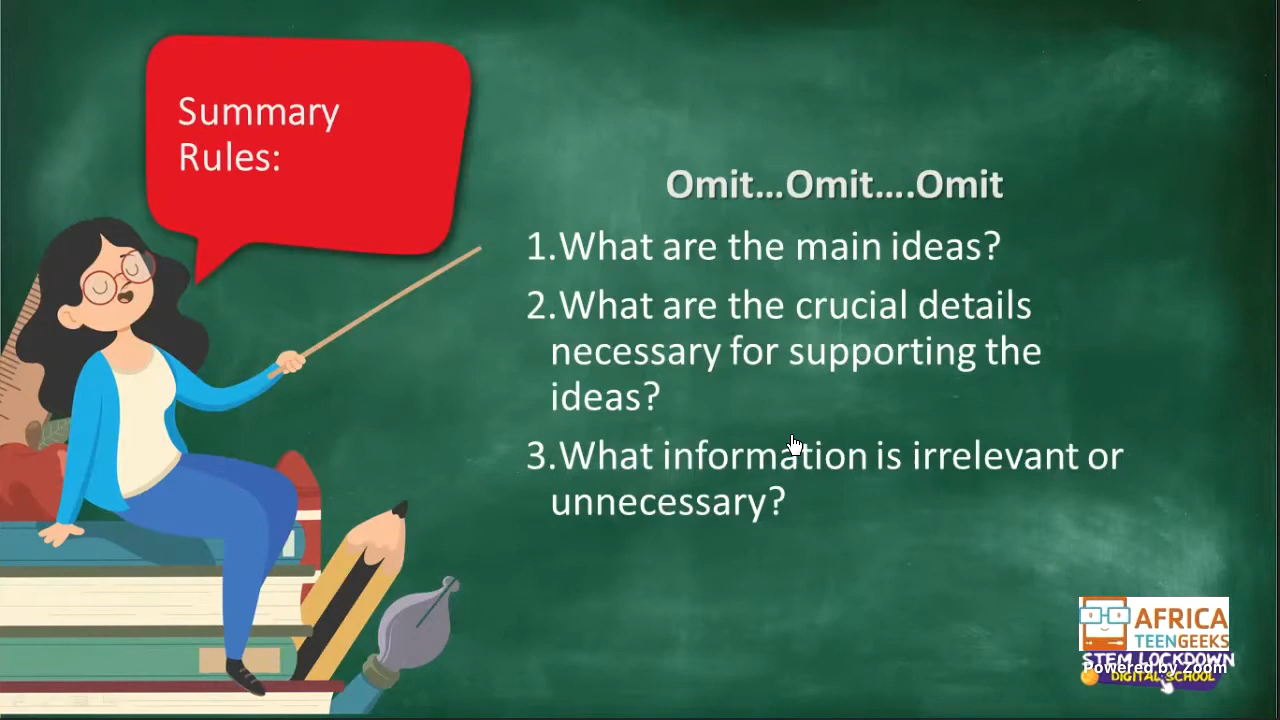 Summary
Rules:
Omit...Omit....Omit
1.What are the main ideas?
2.What are the crucial details
necessary for supporting the
ideas?
3.What information is irrelevant or
unnecessary?
AFRICA
TEENGEEKS
STEM LOCKDOWN
Powered by Zoom
DIGITAL SCHOOL